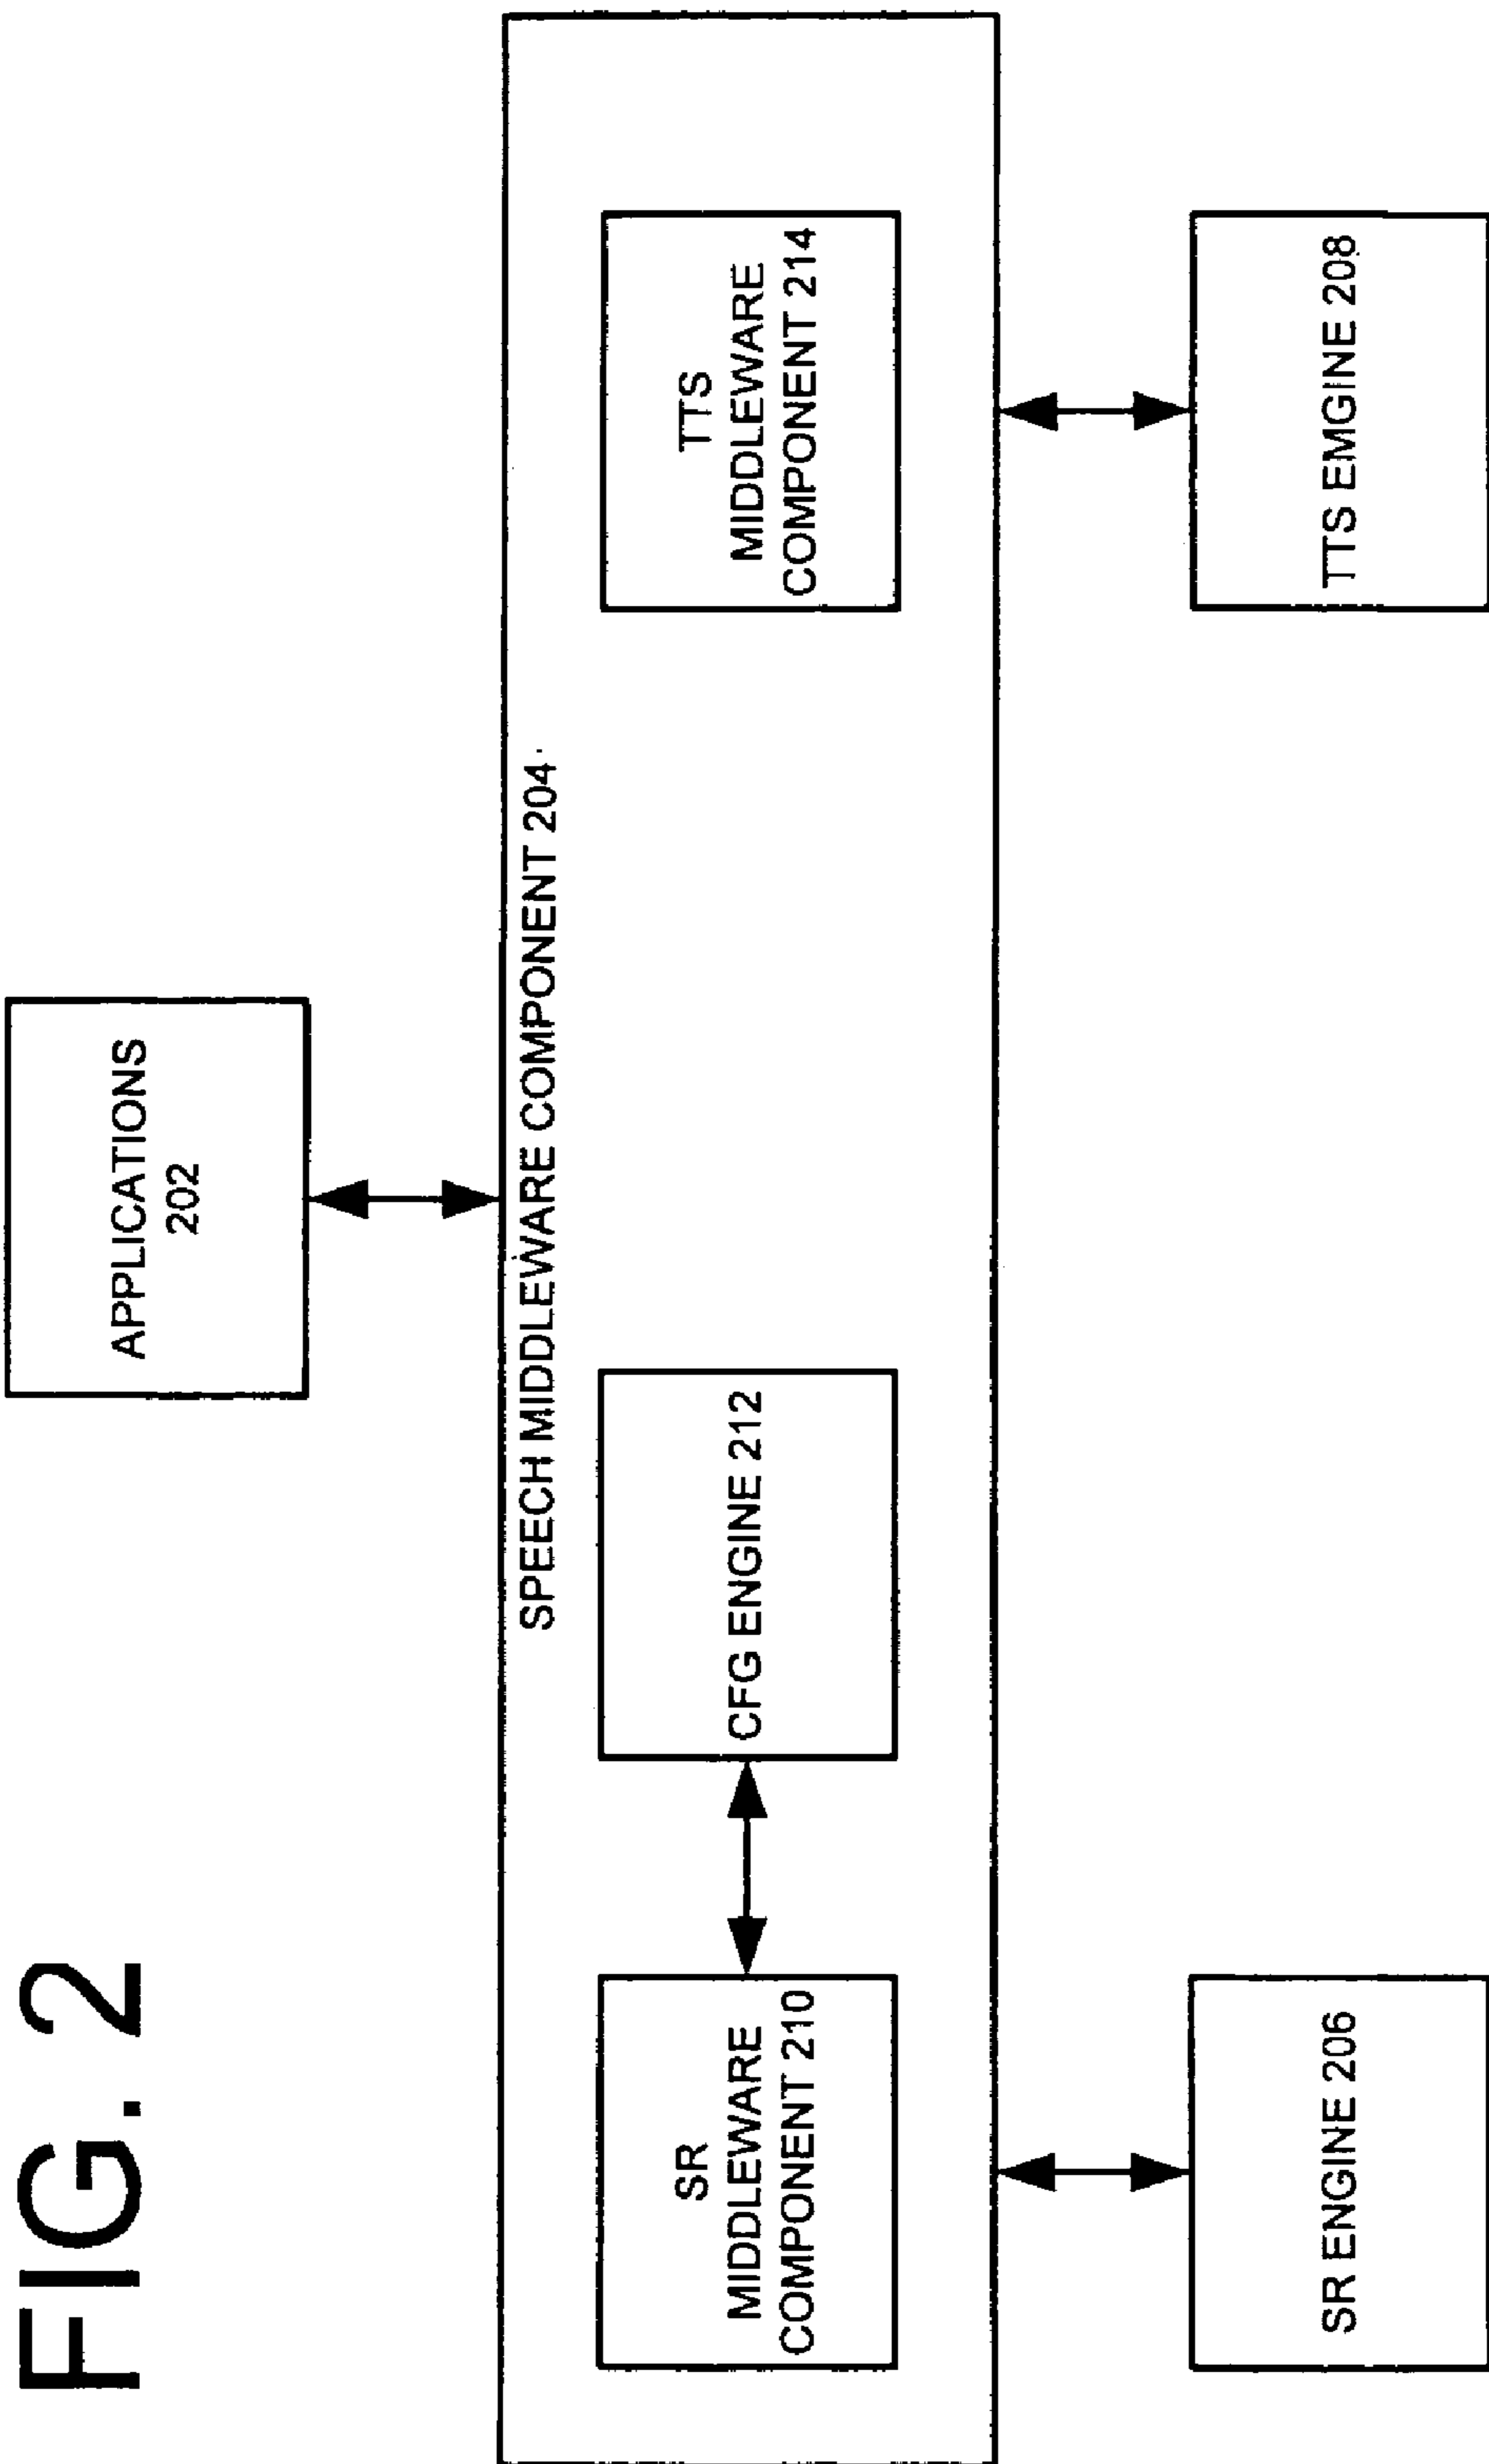 FIG. 2
APPLICATIONS
202
SPEECH MIDDLEWARE COMPONENT 204
SR
MIDDLEWARE
COMPONENT 210
CFG ENGINE 212
TTS
MIDDLEWARE
COMPONENT 214
SR ENGINE 206
TTS EMGINE 208